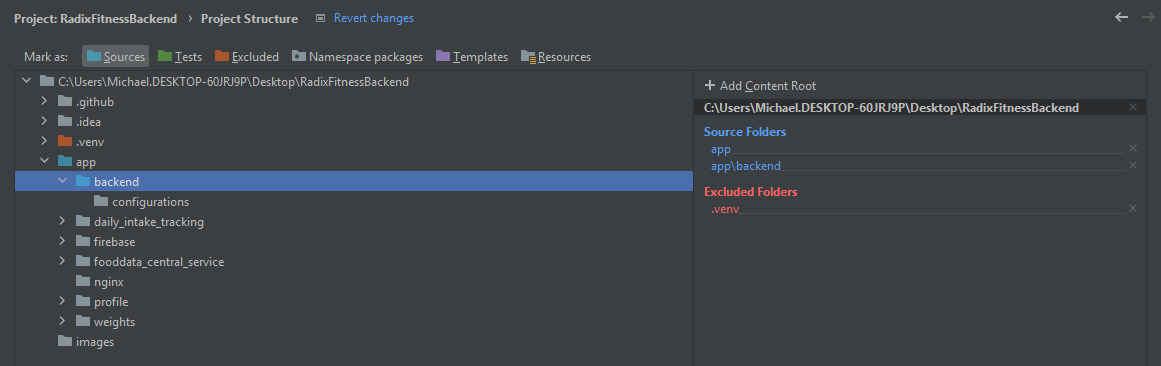 Project: RadixFitnessBackend › Project Structure Revert changes
Mark as: Sources Tests Excluded Namespace packages Templates Resources
C:\Users\Michael.DESKTOP-60JRJ9P\Desktop\RadixFitnessBackend
.github
.idea
.venv
app
backend
configurations
daily_intake_tracking
firebase
fooddata_central_service
nginx
profile
weights
images
+ Add Content Root
C:\Users\Michael.DESKTOP-60JRJ9P\Desktop\RadixFitnessBackend
Source Folders
app
app\backend
Excluded Folders
.venv